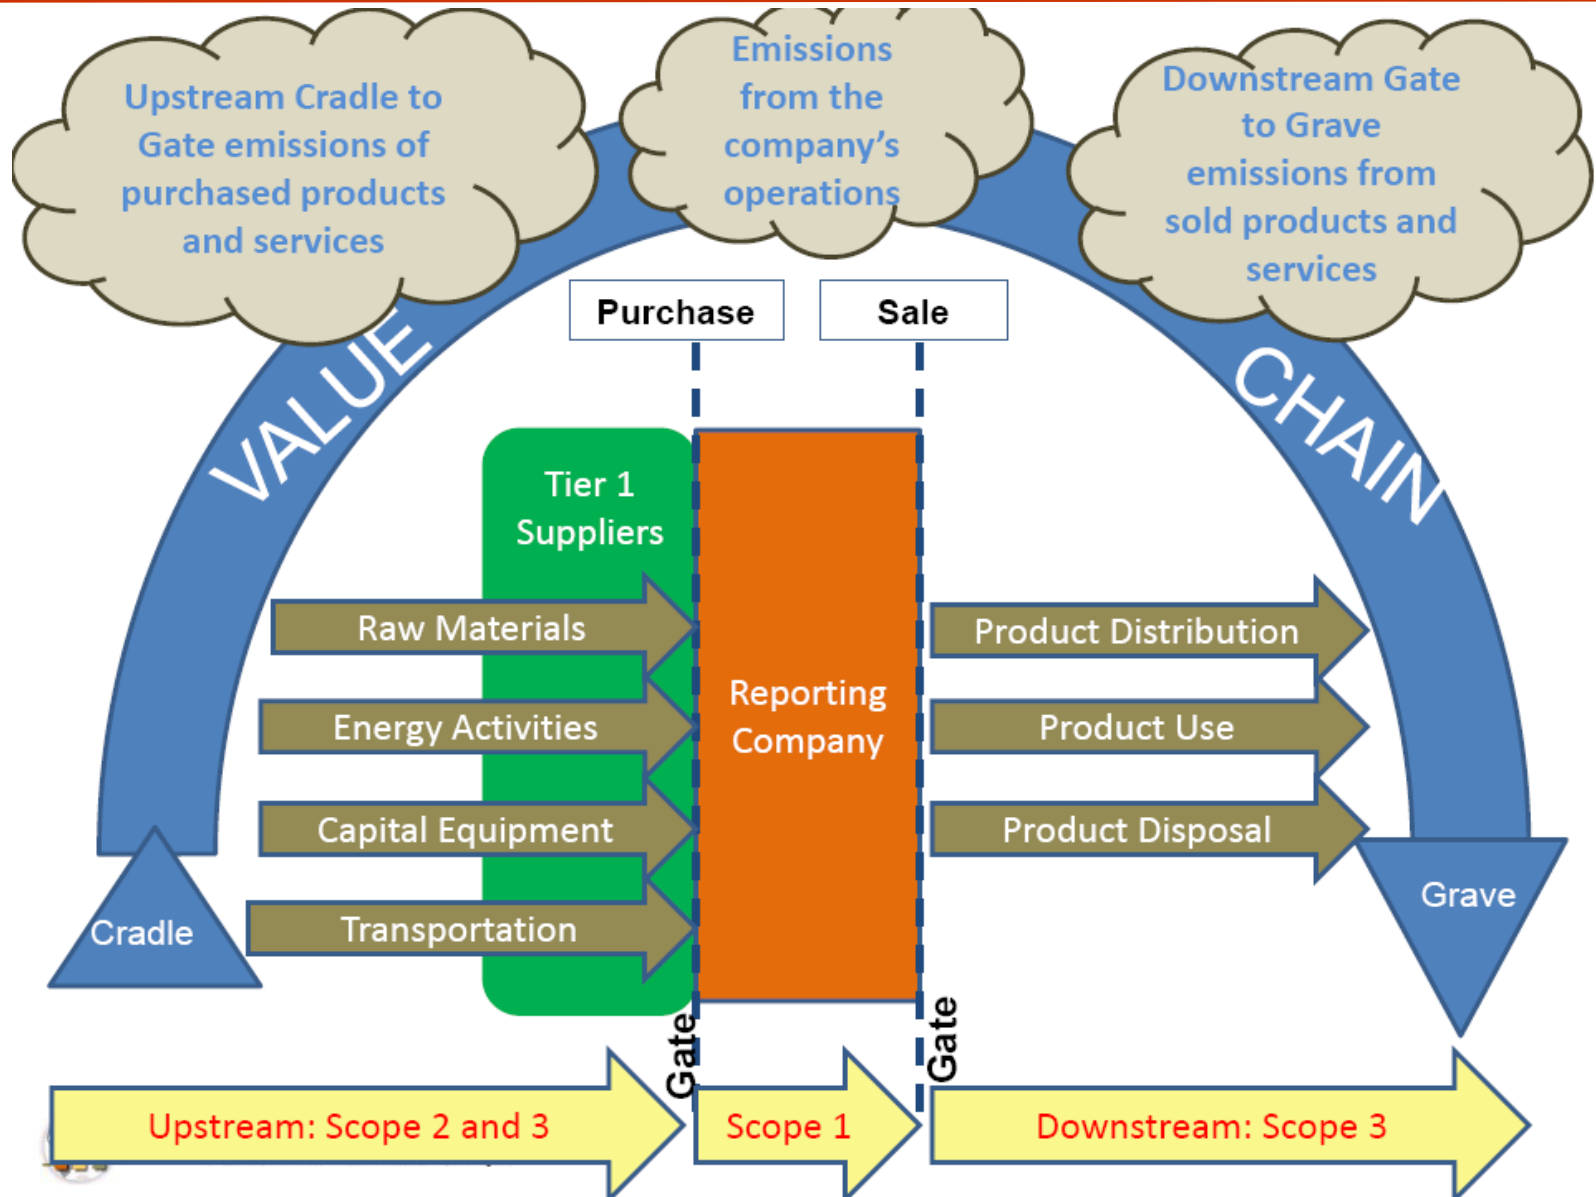 Upstream Cradle to
Gate emissions of
purchased products
and services
Emissions
from the
company's
operations
Downstream Gate
to Grave
emissions from
sold products and
services
VALUE
CHAIN
Purchase
Sale
Tier 1
Suppliers
Raw Materials
Energy Activities
Capital Equipment
Transportation
Reporting
Company
Product Distribution
Product Use
Product Disposal
Cradle
Grave
Gate
Gate
Upstream: Scope 2 and 3
Scope 1
Downstream: Scope 3